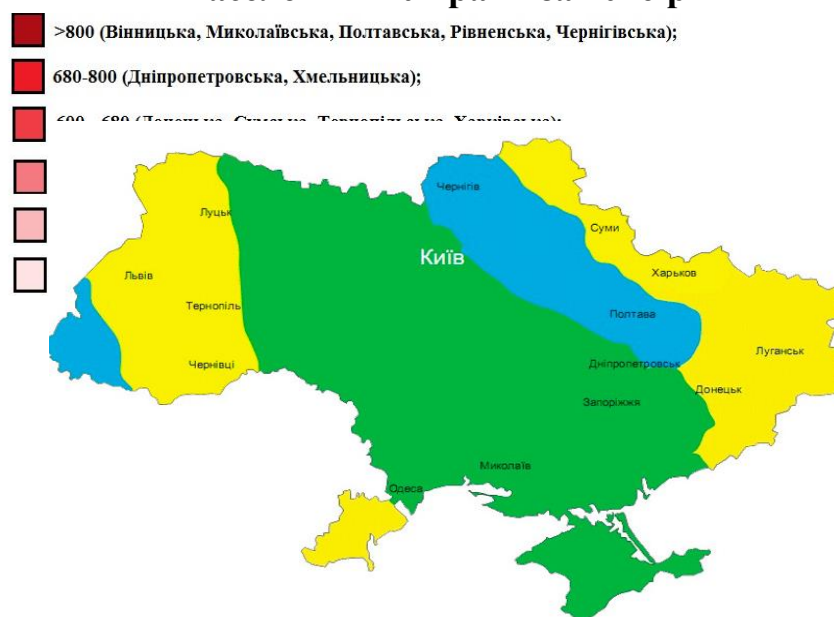 >800 (Вінницька, Миколаївська, Полтавська, Рівненська, Чернігівська);
680-800 (Дніпропетровська, Хмельницька);
Чернігів
Луцьк
Суми
Київ
Харьков
Львів
Тернопіль
Полтава
Луганськ
Чернівці
Дніпропетровськ
Донецьк
Запоріжжя
Миколаїв
Одеса